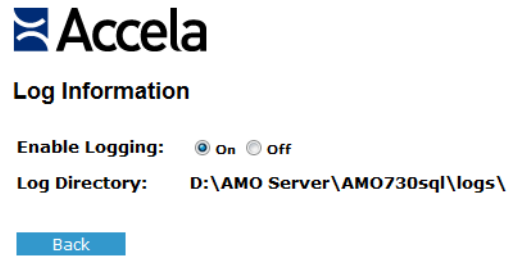 Accela
Log Information
Enable Logging: On Off
Log Directory: D:\AMO Server\AMO730sql\logs\
Back